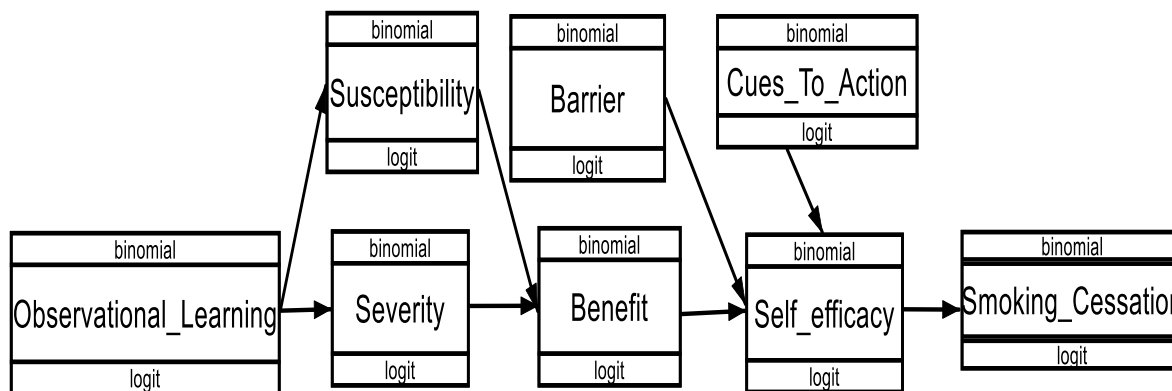 binomial
Susceptibility
logit
binomial
Barrier
logit
binomial
Cues_To_Action
logit
binomial
Observational_Learning
logit
binomial
Severity
logit
binomial
Benefit
logit
binomial
Self_efficacy
logit
binomial
Smoking_Cessation
logit